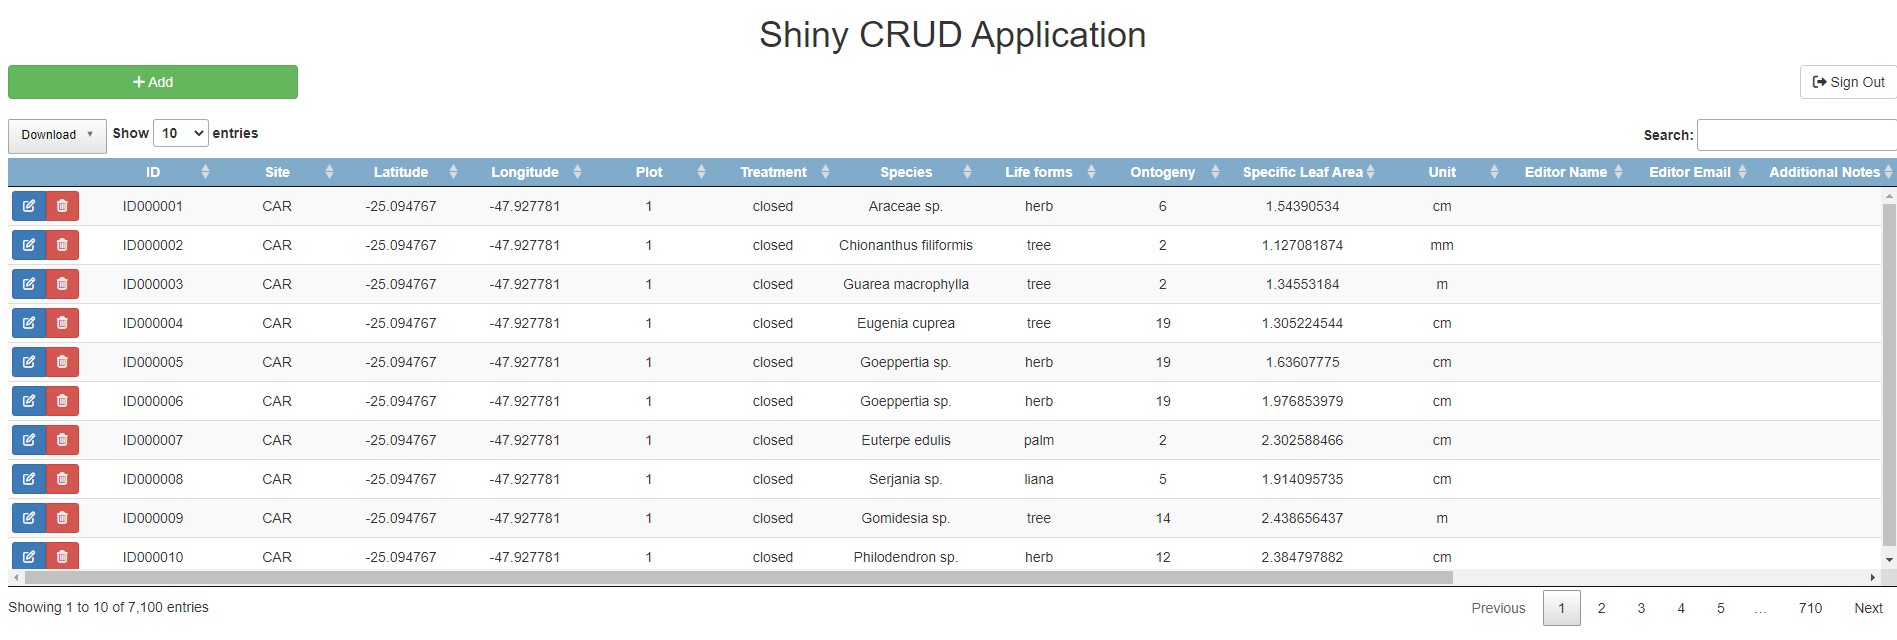 Shiny CRUD Application
Add
Sign Out
Download Show 10 entries Search:
ID Site Latitude Longitude Plot Treatment Species Life forms Ontogeny Specific Leaf Area Unit Editor Name Editor Email Additional Notes
ID000001 CAR -25.094767 -47.927781 1 closed Araceae sp. herb 6 1.54390534 cm
ID000002 CAR -25.094767 -47.927781 1 closed Chionanthus filiformis tree 2 1.127081874 mm
ID000003 CAR -25.094767 -47.927781 1 closed Guarea macrophylla tree 2 1.34553184 m
ID000004 CAR -25.094767 -47.927781 1 closed Eugenia cuprea tree 19 1.305224544 cm
ID000005 CAR -25.094767 -47.927781 1 closed Goeppertia sp. herb 19 1.63607775 cm
ID000006 CAR -25.094767 -47.927781 1 closed Goeppertia sp. herb 19 1.976853979 cm
ID000007 CAR -25.094767 -47.927781 1 closed Euterpe edulis palm 2 2.302588466 cm
ID000008 CAR -25.094767 -47.927781 1 closed Serjania sp. liana 5 1.914095735 cm
ID000009 CAR -25.094767 -47.927781 1 closed Gomidesia sp. tree 14 2.438656437 m
ID000010 CAR -25.094767 -47.927781 1 closed Philodendron sp. herb 12 2.384797882 cm
Showing 1 to 10 of 7,100 entries Previous 1 2 3 4 5 … 710 Next